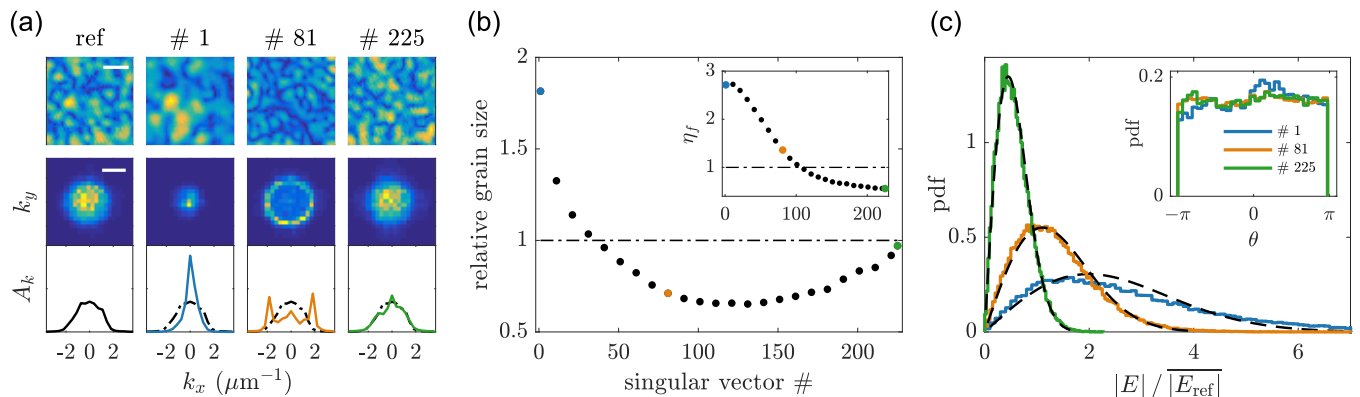 (a)
ref
# 1
# 81
# 225
k_y
A_k
-2 0 2
-2 0 2
-2 0 2
-2 0 2
k_x (μm⁻¹)
(b)
2
1.5
1
0.5
relative grain size
0 50 100 150 200
singular vector #
3
2
1
0
η_f
0 100 200
(c)
1.5
1
0.5
0
pdf
0 2 4 6
|E| / |E_ref|
0.2
0
pdf
# 1
# 81
# 225
−π 0 π
θ